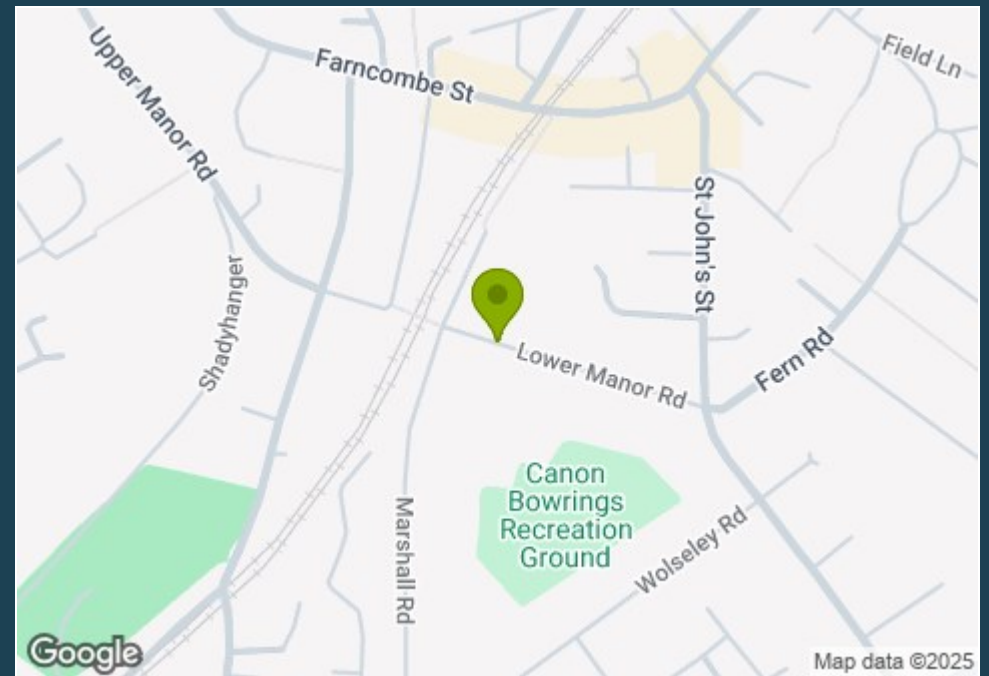 Upper Manor Rd
Farncombe St
Field Ln
St John's St
Shadyhanger
Lower Manor Rd
Fern Rd
Canon
Bowrings
Recreation
Ground
Marshall Rd
Wolseley Rd
Google
Map data ©2025